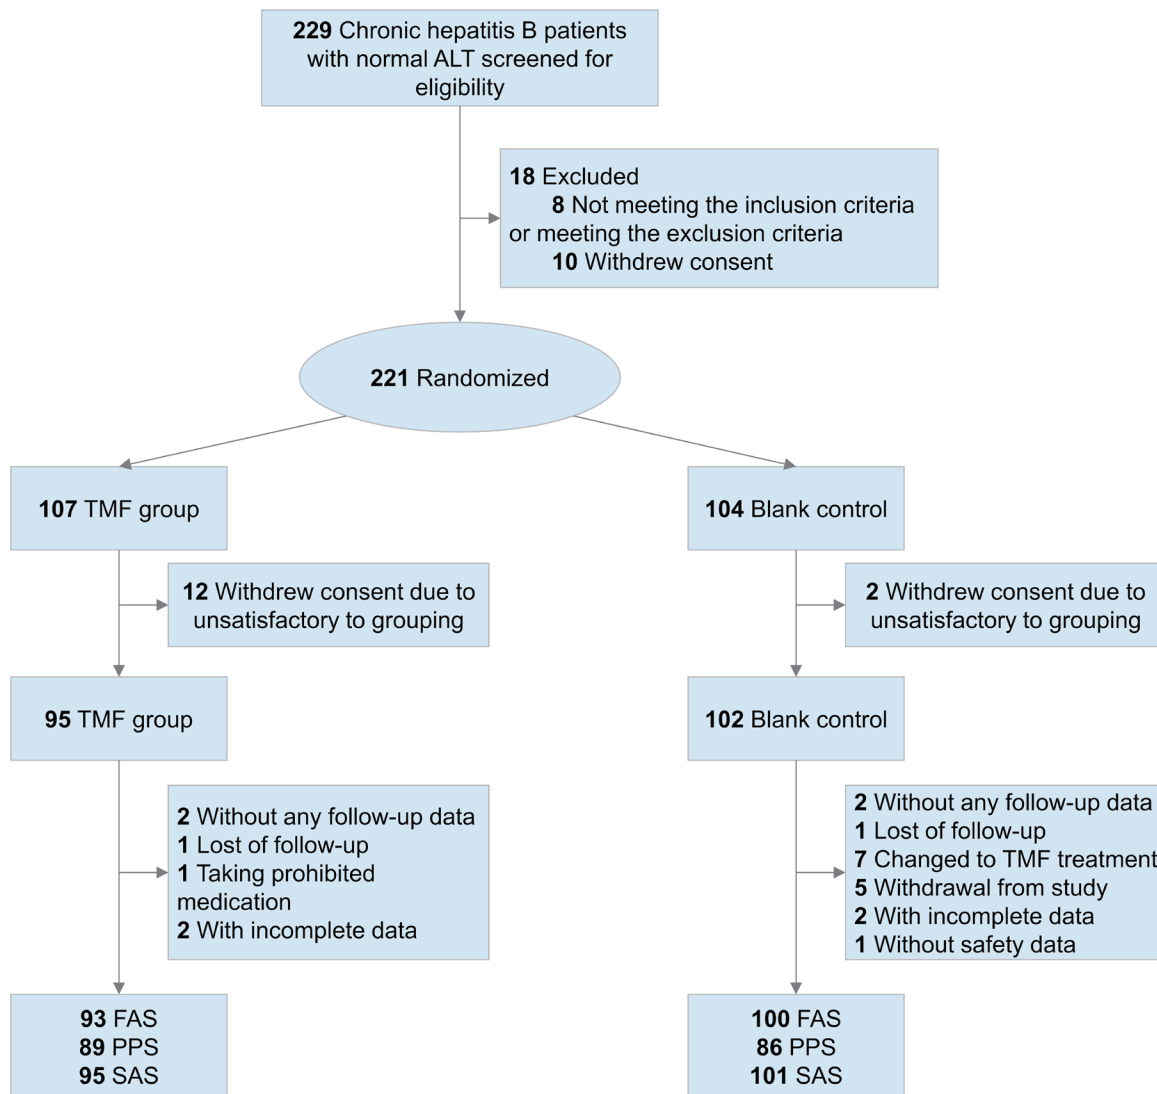 229 Chronic hepatitis B patients
with normal ALT screened for
eligibility
18 Excluded
8 Not meeting the inclusion criteria
or meeting the exclusion criteria
10 Withdrew consent
221 Randomized
107 TMF group
104 Blank control
12 Withdrew consent due to
unsatisfactory to grouping
2 Withdrew consent due to
unsatisfactory to grouping
95 TMF group
102 Blank control
2 Without any follow-up data
1 Lost of follow-up
1 Taking prohibited
medication
2 With incomplete data
2 Without any follow-up data
1 Lost of follow-up
7 Changed to TMF treatment
5 Withdrawal from study
2 With incomplete data
1 Without safety data
93 FAS
89 PPS
95 SAS
100 FAS
86 PPS
101 SAS